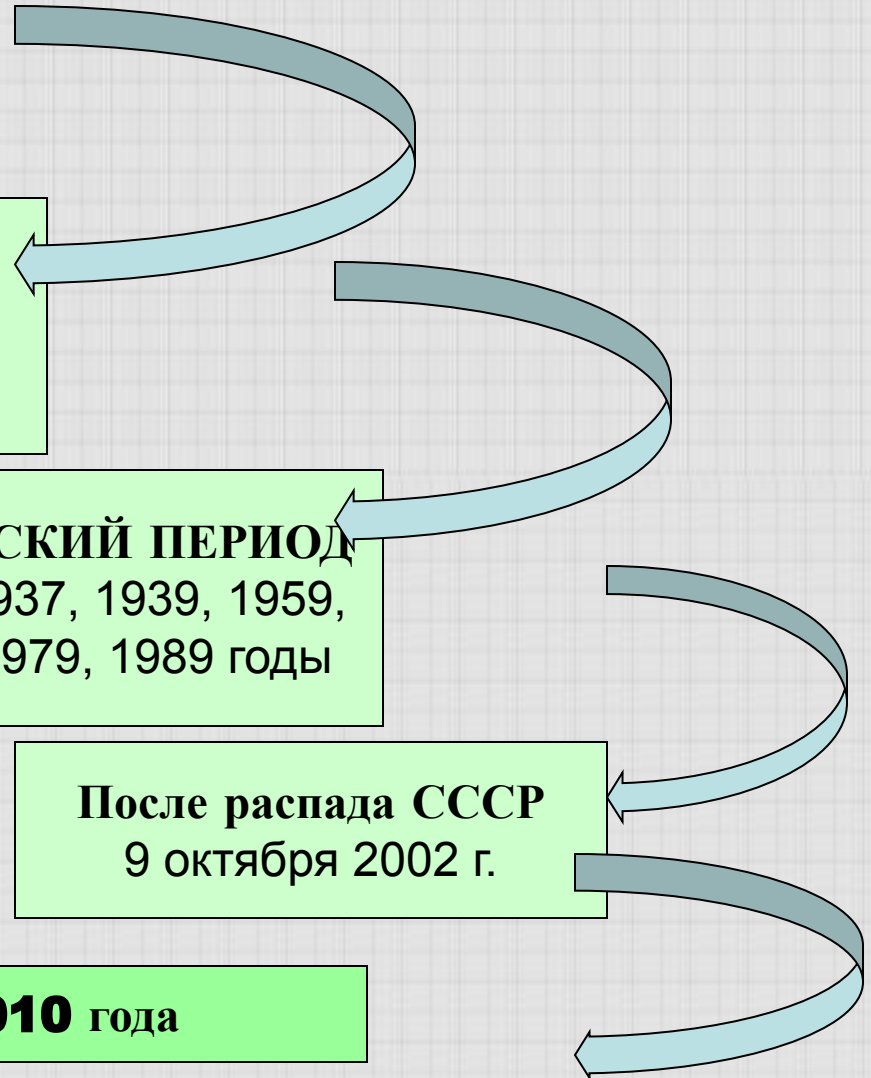 СКИЙ ПЕРИОД
937, 1939, 1959,
979, 1989 годы
После распада СССР
9 октября 2002 г.
010 года